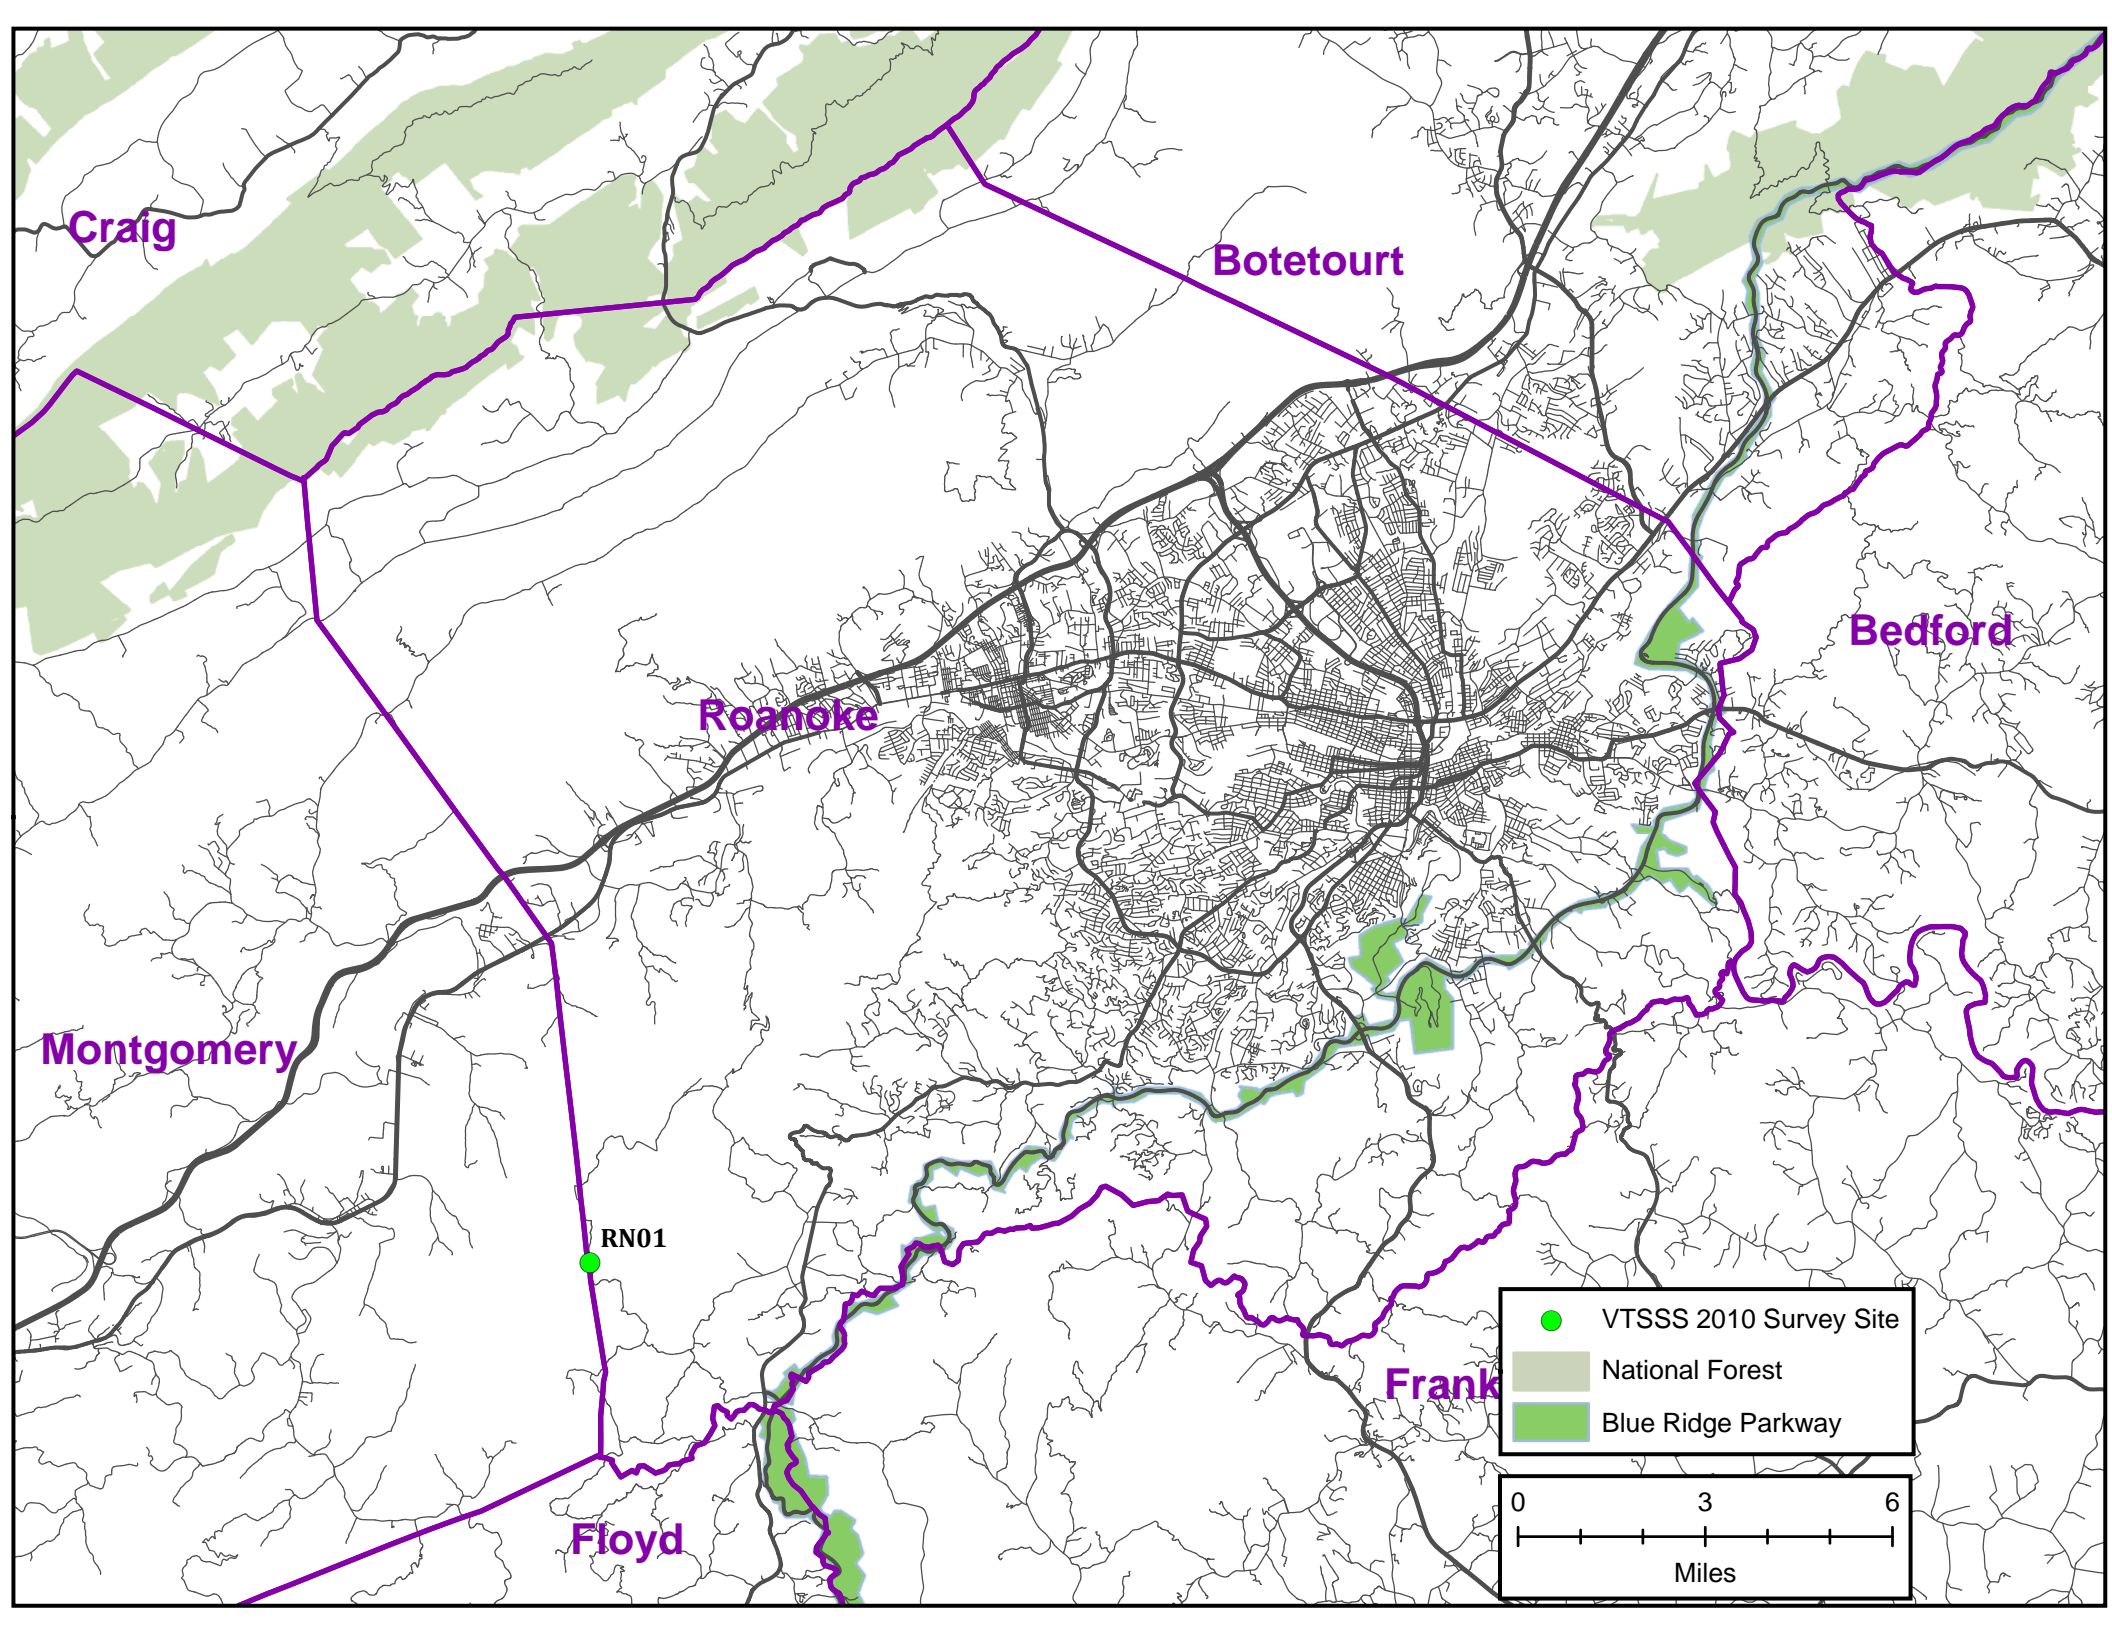 Craig
Botetourt
Bedford
Roanoke
Montgomery
RN01
VTSSS 2010 Survey Site
National Forest
Frank
Blue Ridge Parkway
0 3 6
Floyd
Miles